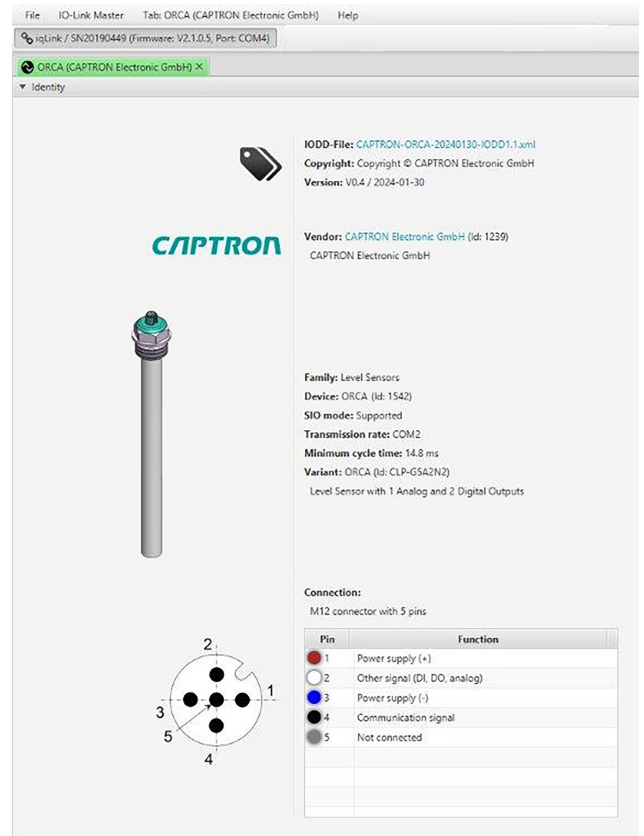 File IO-Link Master Tab: ORCA (CAPTRON Electronic GmbH) Help
iqLink / SN20190449 (Firmware: V2.1.0.5, Port: COM4)
ORCA (CAPTRON Electronic GmbH) ×
Identity
IODD-File: CAPTRON-ORCA-20240130-IODD1.1.xml
Copyright: Copyright © CAPTRON Electronic GmbH
Version: V0.4 / 2024-01-30
CAPTRON
Vendor: CAPTRON Electronic GmbH (Id: 1239)
CAPTRON Electronic GmbH
Family: Level Sensors
Device: ORCA (Id: 1542)
SIO mode: Supported
Transmission rate: COM2
Minimum cycle time: 14.8 ms
Variant: ORCA (Id: CLP-G5A2N2)
Level Sensor with 1 Analog and 2 Digital Outputs
Connection:
M12 connector with 5 pins
Pin Function
1 Power supply (+)
2 Other signal (DI, DO, analog)
3 Power supply (-)
4 Communication signal
5 Not connected
2
1
3
5
4